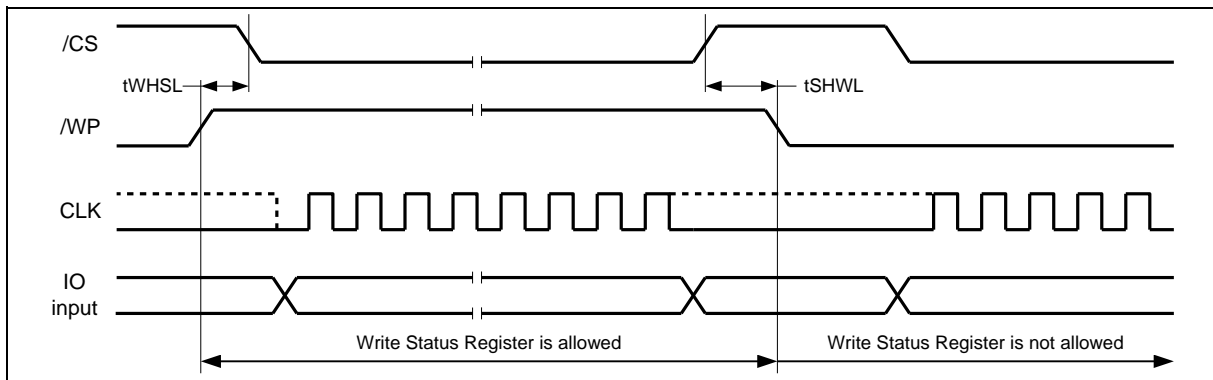 /CS
tWHSL
tSHWL
/WP
CLK
IO
input
Write Status Register is allowed
Write Status Register is not allowed